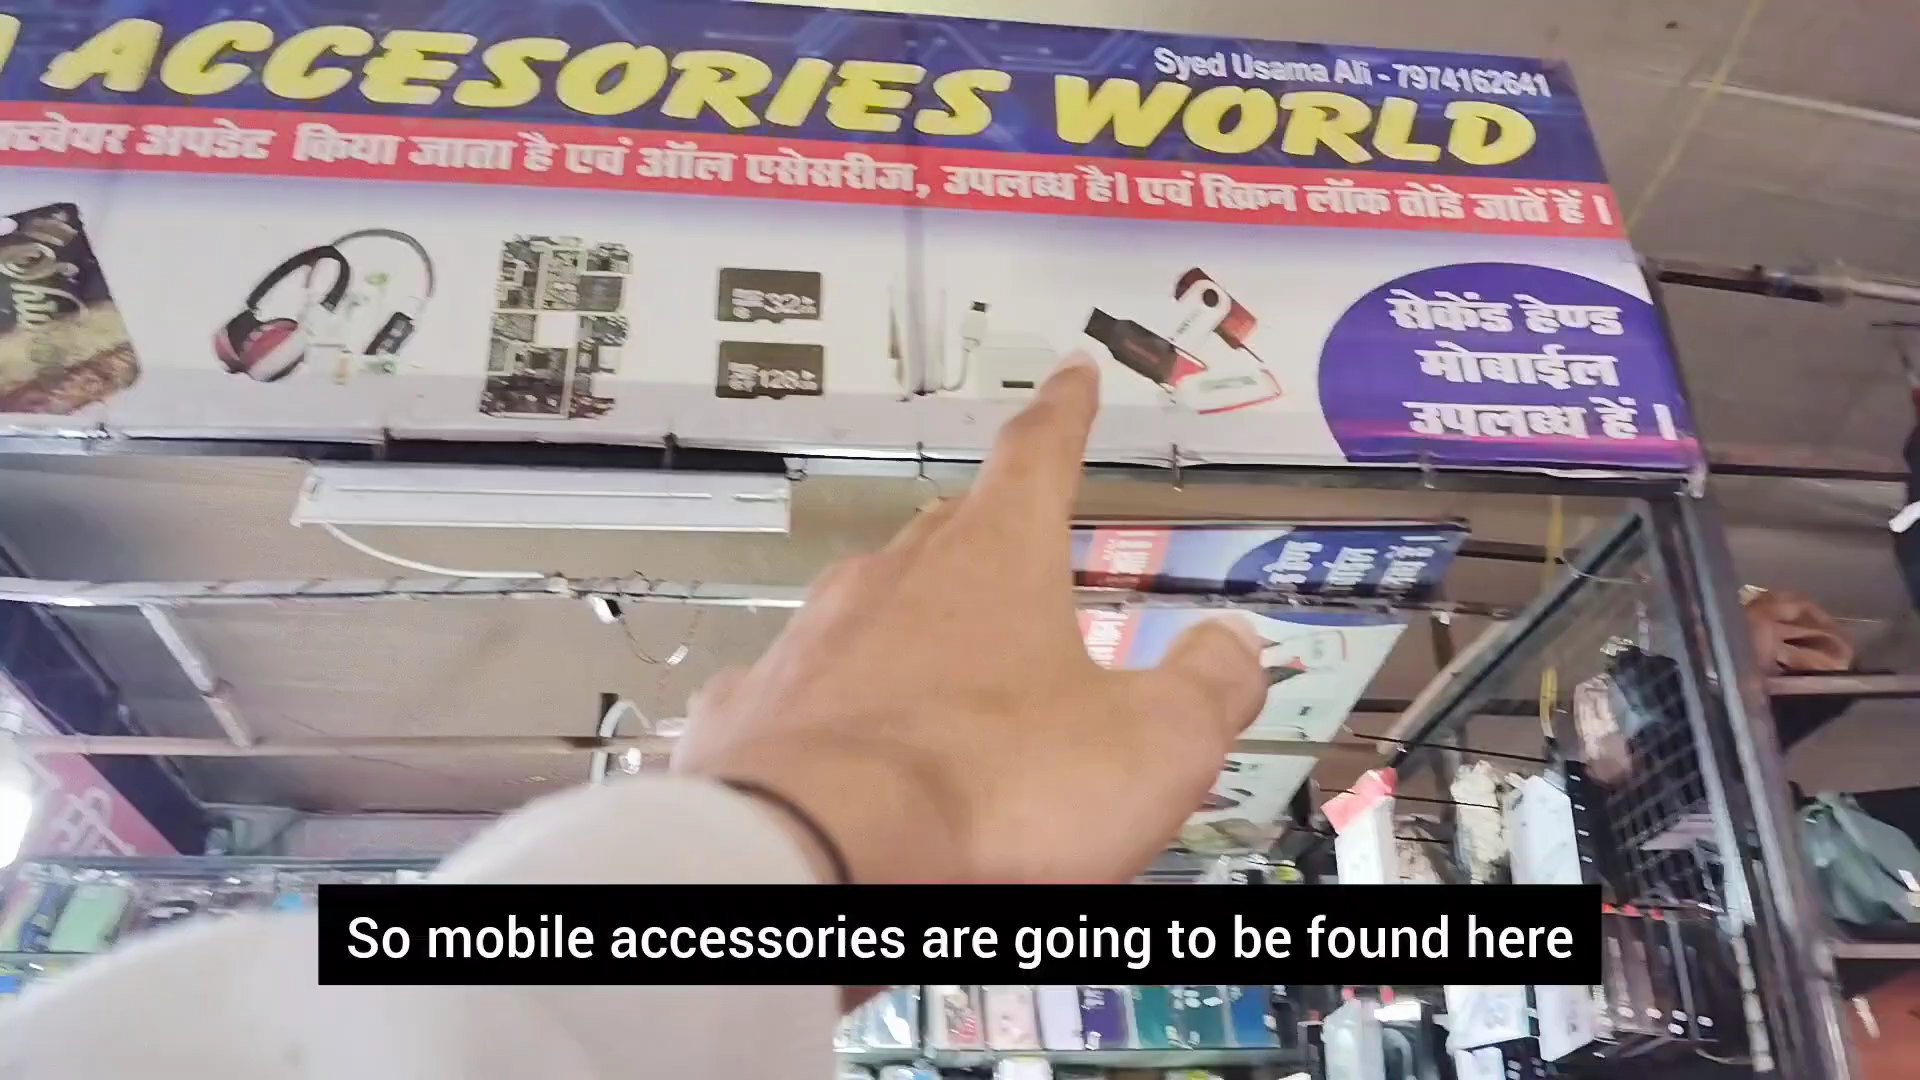 ACCESORIES WORLD
Syed Usama Ali - 7974162641
अपडेट किया जाता है एवं ऑल एसेसरीज, उपलब्ध है। एवं स्क्रिन लॉक तोडे जातें हें।
32
128
सेकेंड हेण्ड
मोबाईल
उपलब्ध हें।
So mobile accessories are going to be found here